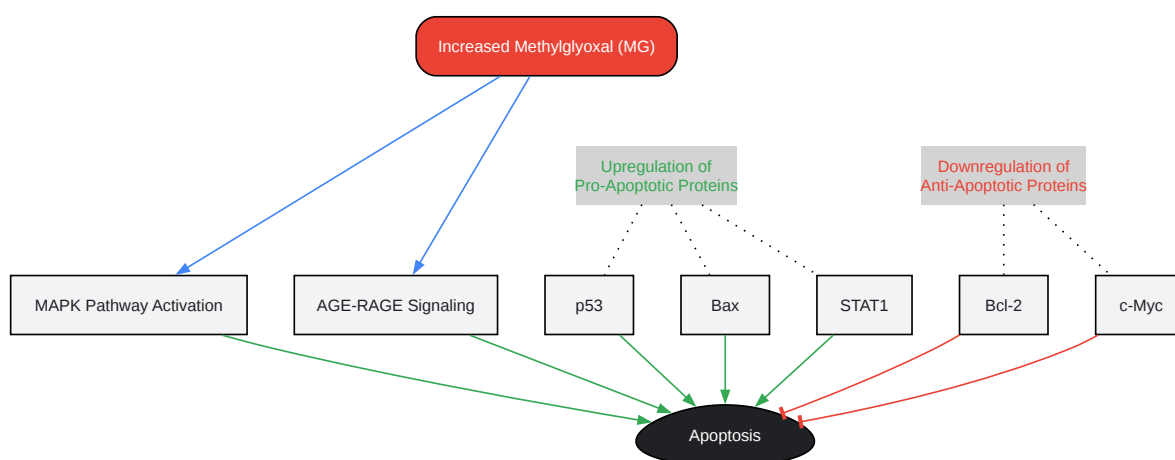 Increased Methylglyoxal (MG)
Upregulation of
Pro-Apoptotic Proteins
Downregulation of
Anti-Apoptotic Proteins
MAPK Pathway Activation
AGE-RAGE Signaling
p53
Bax
STAT1
Bcl-2
c-Myc
Apoptosis